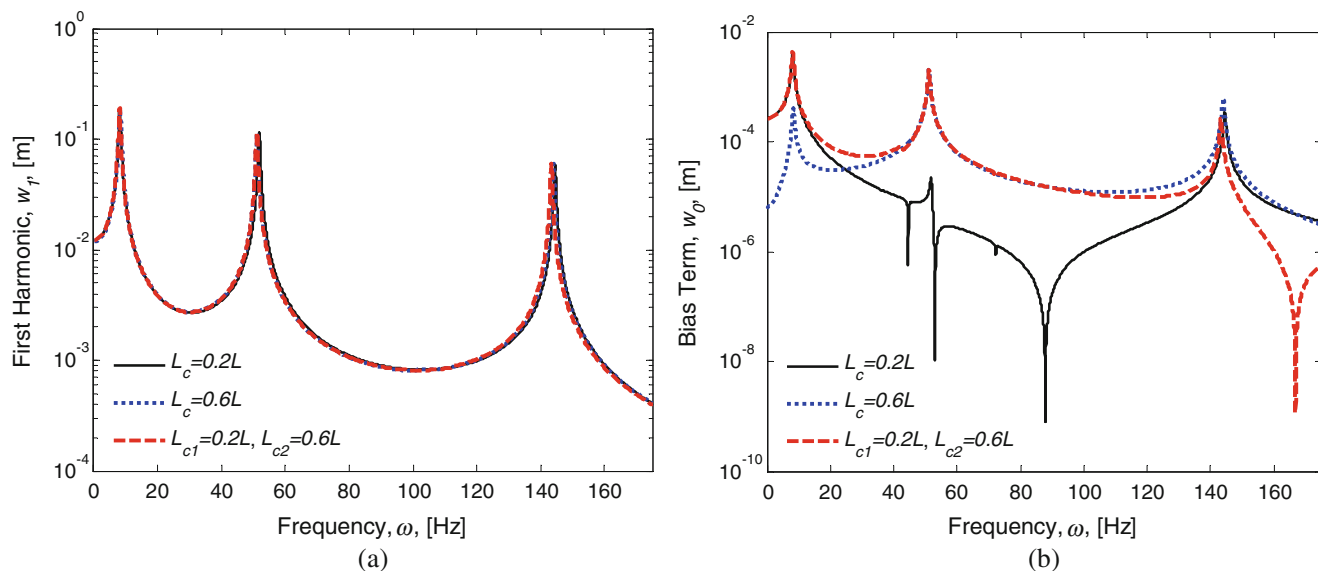 10^0
10^-1
10^-2
10^-3
10^-4
First Harmonic, w_1, [m]
L_c=0.2L
L_c=0.6L
L_c1=0.2L, L_c2=0.6L
0 20 40 60 80 100 120 140 160
Frequency, ω, [Hz]
(a)
10^-2
10^-4
10^-6
10^-8
10^-10
Bias Term, w_0, [m]
L_c=0.2L
L_c=0.6L
L_c1=0.2L, L_c2=0.6L
0 20 40 60 80 100 120 140 160
Frequency, ω, [Hz]
(b)